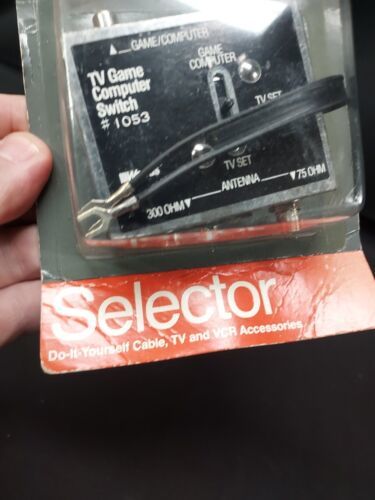 ▲ GAME/COMPUTER
TV Game
Computer
Switch
#1053
GAME
COMPUTER
TV SET
TV SET
ANTENNA
300 OHM ▼
▼ 75 OHM
Selector
Do-It-Yourself Cable, TV and VCR Accessories